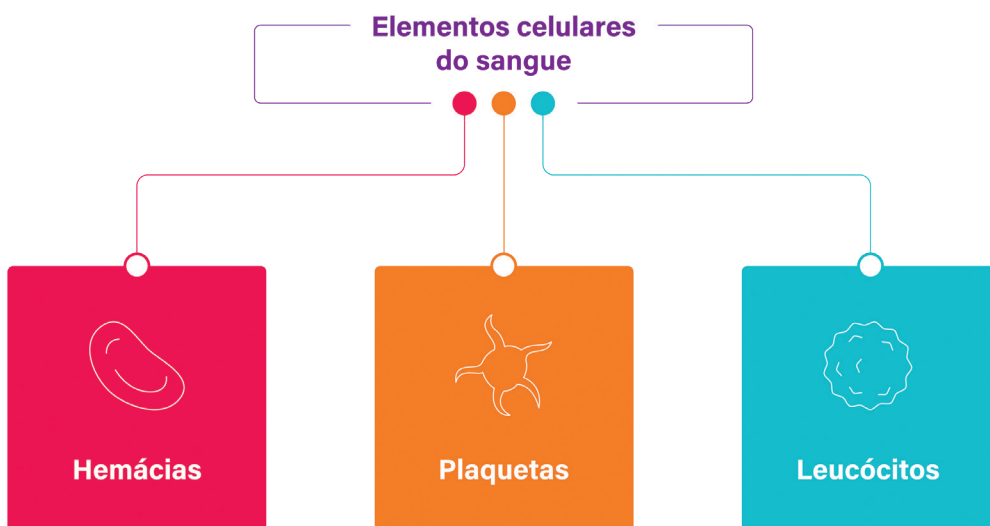 Elementos celulares
do sangue
Hemácias
Plaquetas
Leucócitos